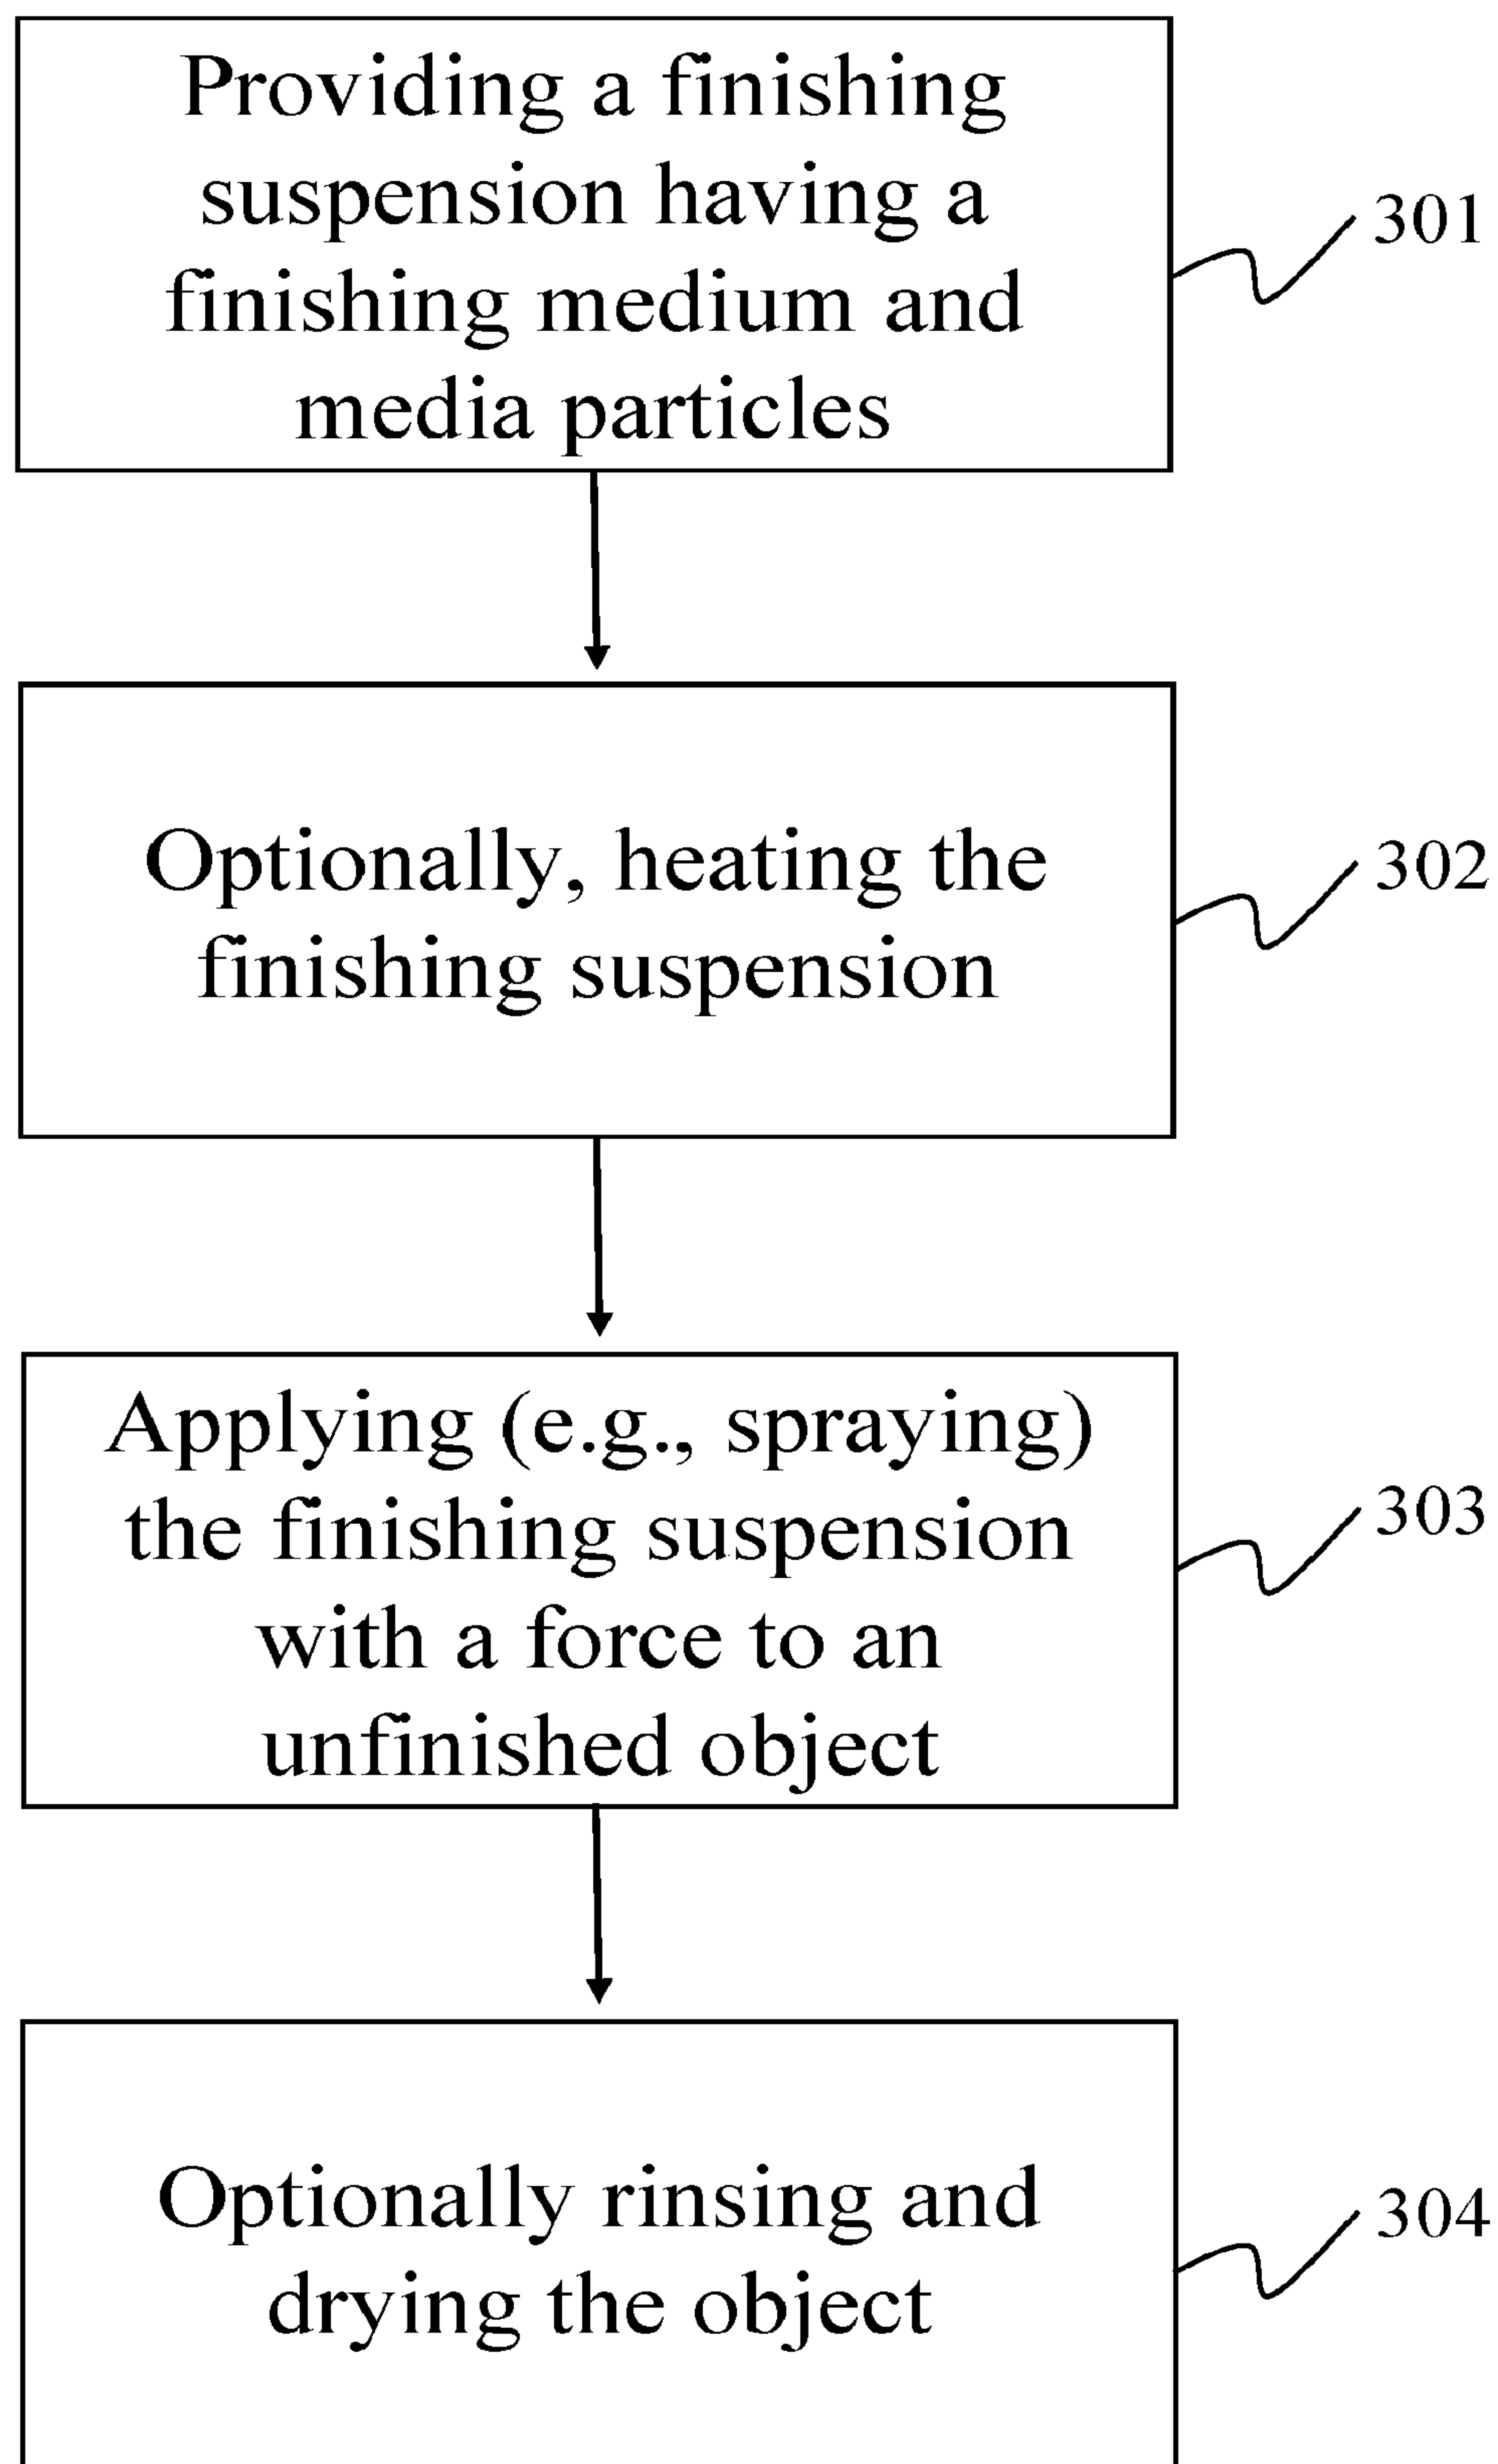 Providing a finishing
suspension having a
finishing medium and
media particles
301
Optionally, heating the
finishing suspension
302
Applying (e.g., spraying)
the finishing suspension
with a force to an
unfinished object
303
Optionally rinsing and
drying the object
304